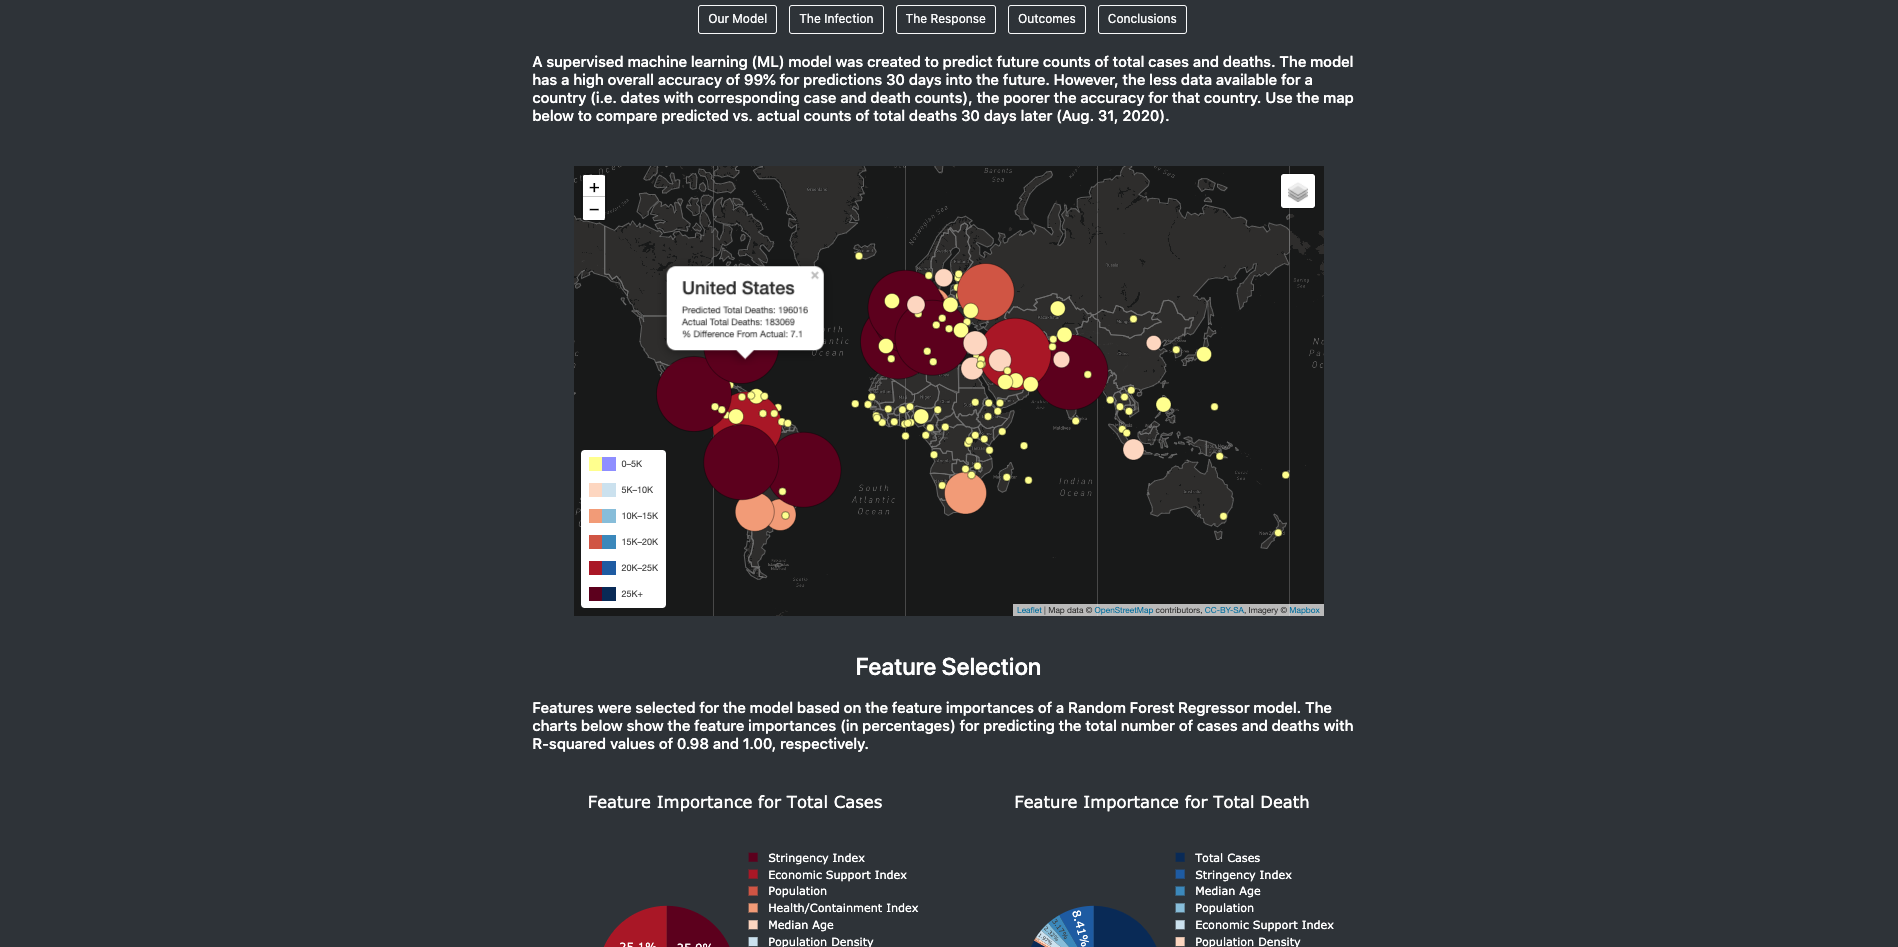 Our Model
The Infection
The Response
Outcomes
Conclusions
A supervised machine learning (ML) model was created to predict future counts of total cases and deaths. The model
has a high overall accuracy of 99% for predictions 30 days into the future. However, the less data available for a
country (i.e. dates with corresponding case and death counts), the poorer the accuracy for that country. Use the map
below to compare predicted vs. actual counts of total deaths 30 days later (Aug. 31, 2020).
+
−
Barents
Sea
Norwegian Sea
United States
×
Predicted Total Deaths: 196016
Actual Total Deaths: 183069
% Difference From Actual: 7.1
Ocean
South
Atlantic
Ocean
Indian
Ocean
0–5K
5K–10K
10K–15K
15K–20K
20K–25K
25K+
Leaflet | Map data © OpenStreetMap contributors, CC-BY-SA, Imagery © Mapbox
Feature Selection
Features were selected for the model based on the feature importances of a Random Forest Regressor model. The
charts below show the feature importances (in percentages) for predicting the total number of cases and deaths with
R-squared values of 0.98 and 1.00, respectively.
Feature Importance for Total Cases
Stringency Index
Economic Support Index
Population
Health/Containment Index
Median Age
Population Density
Feature Importance for Total Death
8.41%
Total Cases
Stringency Index
Median Age
Population
Economic Support Index
Population Density